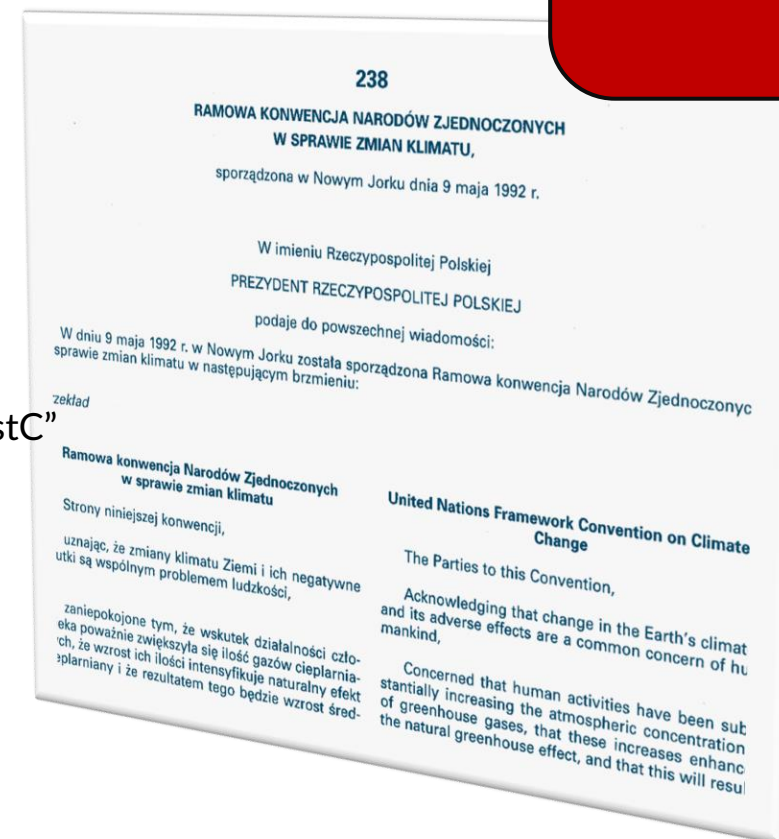 238
RAMOWA KONWENCJA NARODÓW ZJEDNOCZONYCH
W SPRAWIE ZMIAN KLIMATU,
sporządzona w Nowym Jorku dnia 9 maja 1992 r.
W imieniu Rzeczypospolitej Polskiej
PREZYDENT RZECZYPOSPOLITEJ POLSKIEJ
podaje do powszechnej wiadomości:
W dniu 9 maja 1992 r. w Nowym Jorku została sporządzona Ramowa konwencja Narodów Zjednoczonyc
sprawie zmian klimatu w następującym brzmieniu:
zekład
stC”
Ramowa konwencja Narodów Zjednoczonych
w sprawie zmian klimatu
Strony niniejszej konwencji,
uznając, że zmiany klimatu Ziemi i ich negatywne
utki są wspólnym problemem ludzkości,
zaniepokojone tym, że wskutek działalności czło-
eka poważnie zwiększyła się ilość gazów cieplarnia-
ch, że wzrost ich ilości intensyfikuje naturalny efekt
eplarniany i że rezultatem tego będzie wzrost śred-
United Nations Framework Convention on Climate
Change
The Parties to this Convention,
Acknowledging that change in the Earth's climat
and its adverse effects are a common concern of hu
mankind,
Concerned that human activities have been sub
stantially increasing the atmospheric concentration
of greenhouse gases, that these increases enhanc
the natural greenhouse effect, and that this will resul